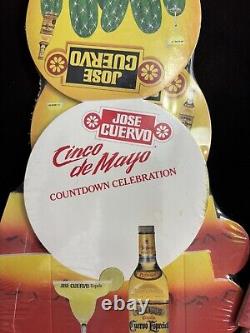 JOSE
CUERVO
JOSE
CUERVO
Cinco
de Mayo
COUNTDOWN CELEBRATION
JOSE CUERVO Tequila
Cuervo Especial